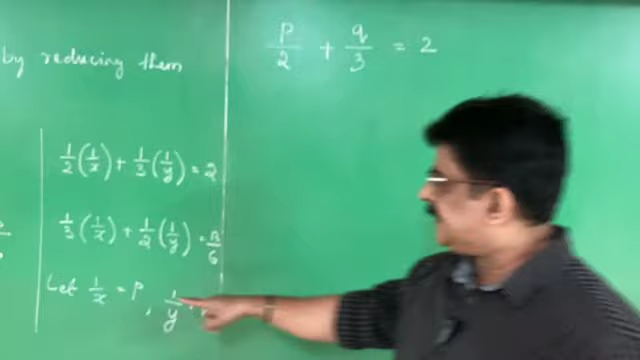 by reducing them
1/2 (1/x) + 1/3 (1/y) = 2
1/3 (1/x) + 1/2 (1/y) = 13/6
Let 1/x = p, 1/y
p/2 + q/3 = 2